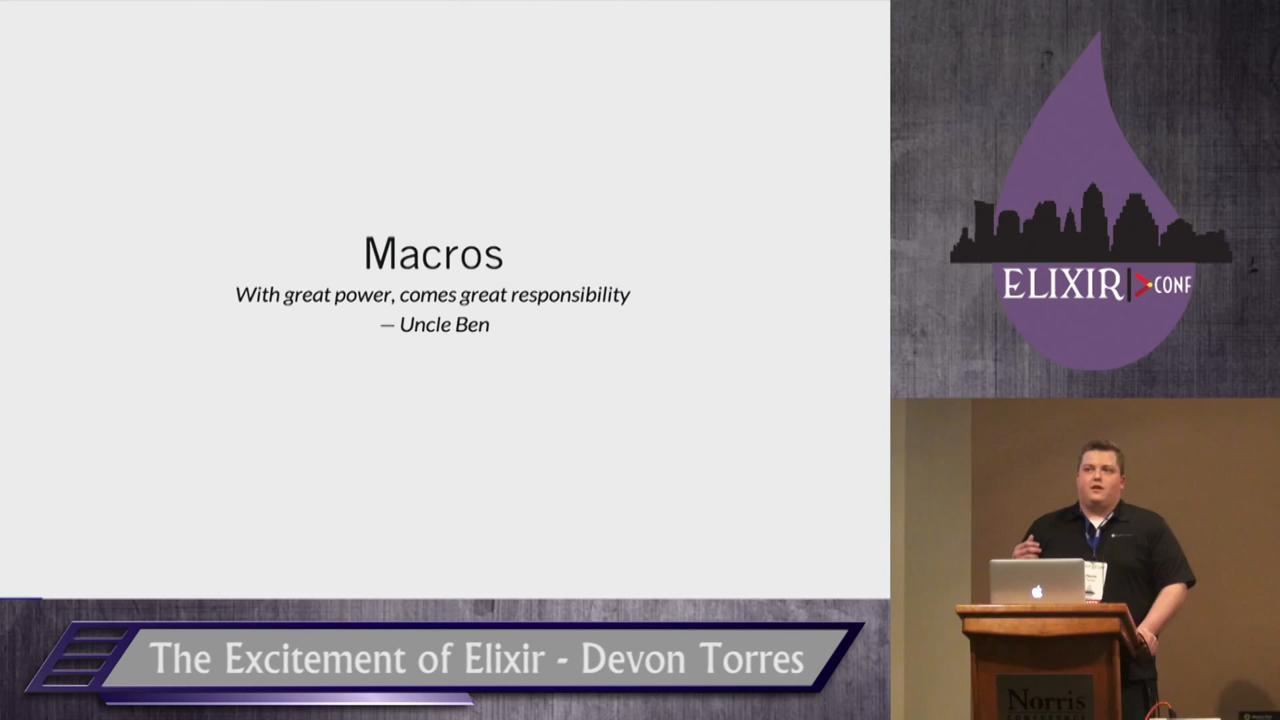 Macros
With great power, comes great responsibility
— Uncle Ben
ELIXIR|>CONF
The Excitement of Elixir - Devon Torres
Norris